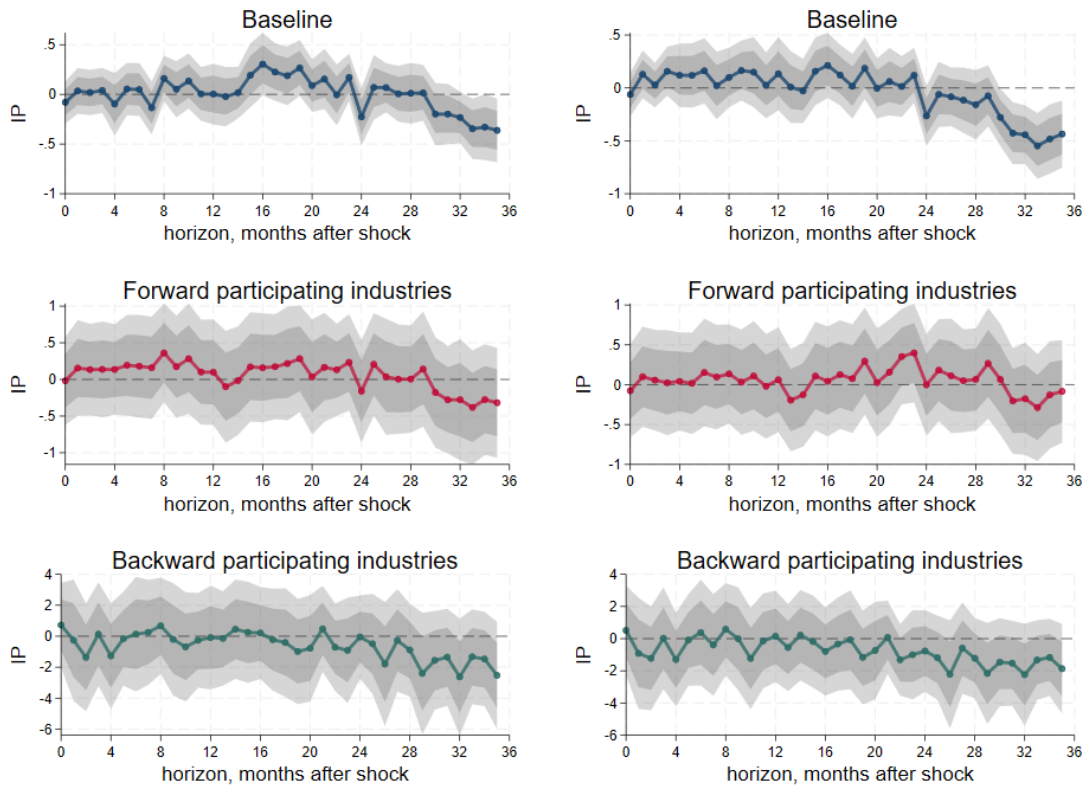 Baseline
IP
.5
0
-.5
-1
0 4 8 12 16 20 24 28 32 36
horizon, months after shock
Baseline
IP
.5
0
-.5
-1
0 4 8 12 16 20 24 28 32 36
horizon, months after shock
Forward participating industries
IP
1
.5
0
-.5
-1
0 4 8 12 16 20 24 28 32 36
horizon, months after shock
Forward participating industries
IP
1
.5
0
-.5
-1
0 4 8 12 16 20 24 28 32 36
horizon, months after shock
Backward participating industries
IP
4
2
0
-2
-4
-6
0 4 8 12 16 20 24 28 32 36
horizon, months after shock
Backward participating industries
IP
4
2
0
-2
-4
-6
0 4 8 12 16 20 24 28 32 36
horizon, months after shock